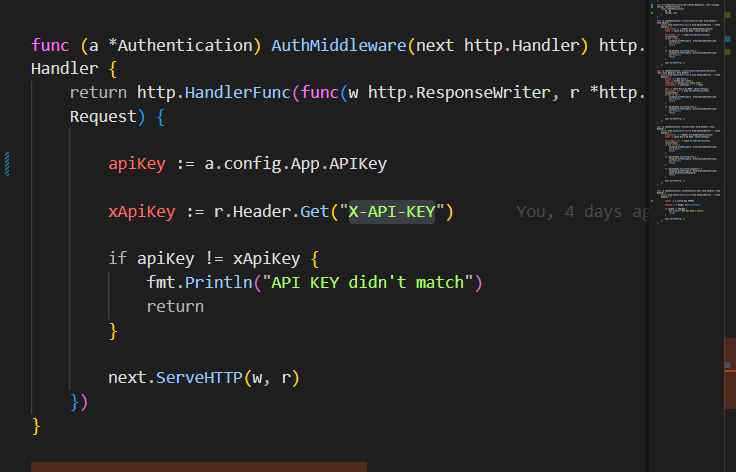 func (a *Authentication) AuthMiddleware(next http.Handler) http.
Handler {
return http.HandlerFunc(func(w http.ResponseWriter, r *http.
Request) {
apiKey := a.config.App.APIKey
xApiKey := r.Header.Get("X-API-KEY") You, 4 days ag
if apiKey != xApiKey {
fmt.Println("API KEY didn't match")
return
}
next.ServeHTTP(w, r)
})
}